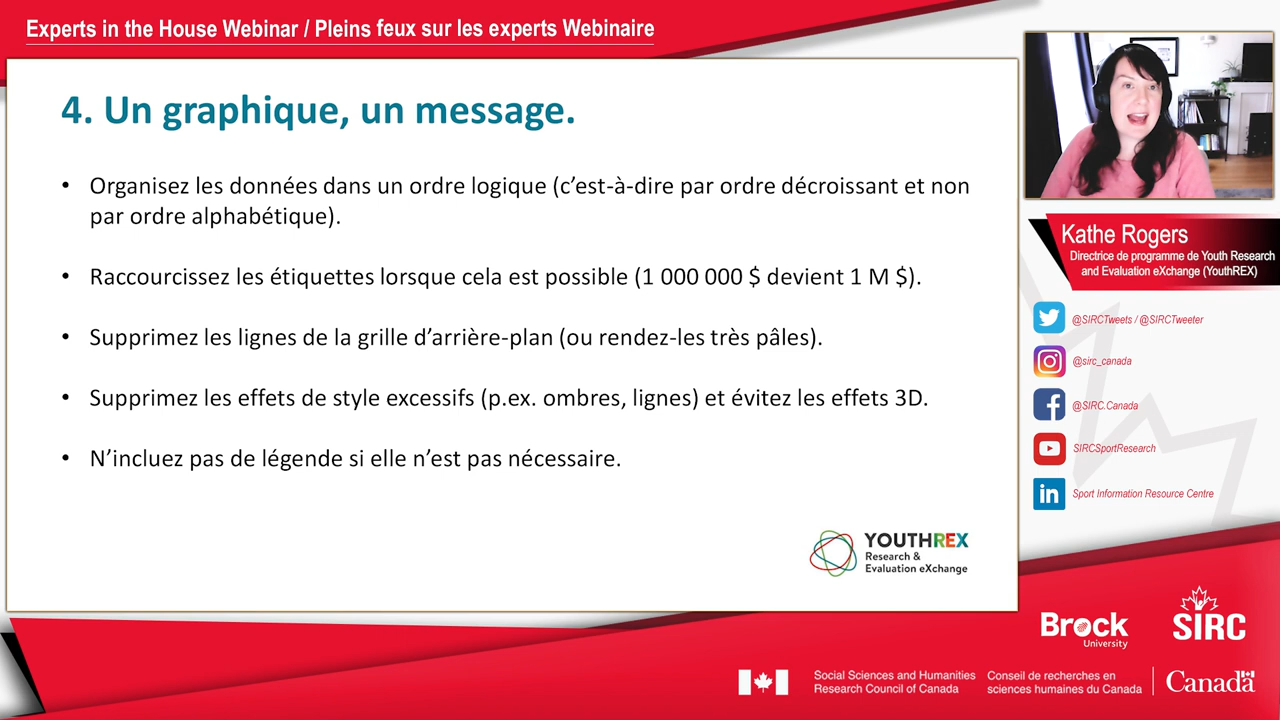 Experts in the House Webinar / Pleins feux sur les experts Webinaire
4. Un graphique, un message.
• Organisez les données dans un ordre logique (c’est-à-dire par ordre décroissant et non
par ordre alphabétique).
• Raccourcissez les étiquettes lorsque cela est possible (1 000 000 $ devient 1 M $).
• Supprimez les lignes de la grille d’arrière-plan (ou rendez-les très pâles).
• Supprimez les effets de style excessifs (p.ex. ombres, lignes) et évitez les effets 3D.
• N’incluez pas de légende si elle n’est pas nécessaire.
YOUTHREX
Research &
Evaluation eXchange
Kathe Rogers
Directrice de programme de Youth Research
and Evaluation eXchange (YouthREX)
@SIRCTweets / @SIRCTweeter
@sirc_canada
@SIRC.Canada
SIRCSportResearch
in
Sport Information Resource Centre
Brock
University
SIRC
Social Sciences and Humanities
Research Council of Canada
Conseil de recherches en
sciences humaines du Canada
Canada